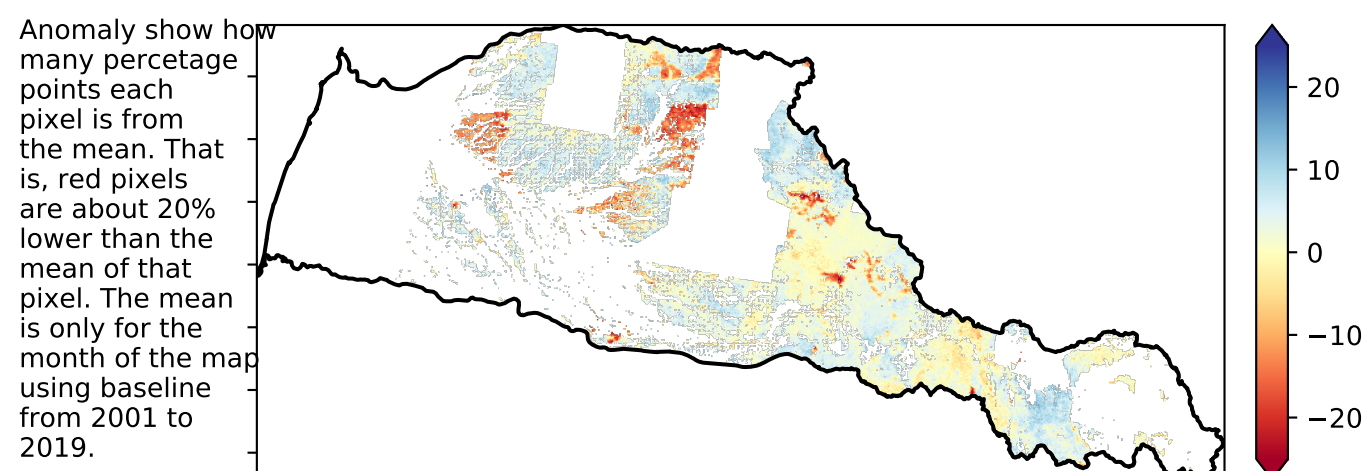 Anomaly show how
many percetage
points each
pixel is from
the mean. That
is, red pixels
are about 20%
lower than the
mean of that
pixel. The mean
is only for the
month of the map
using baseline
from 2001 to
2019.
20
10
0
−10
−20